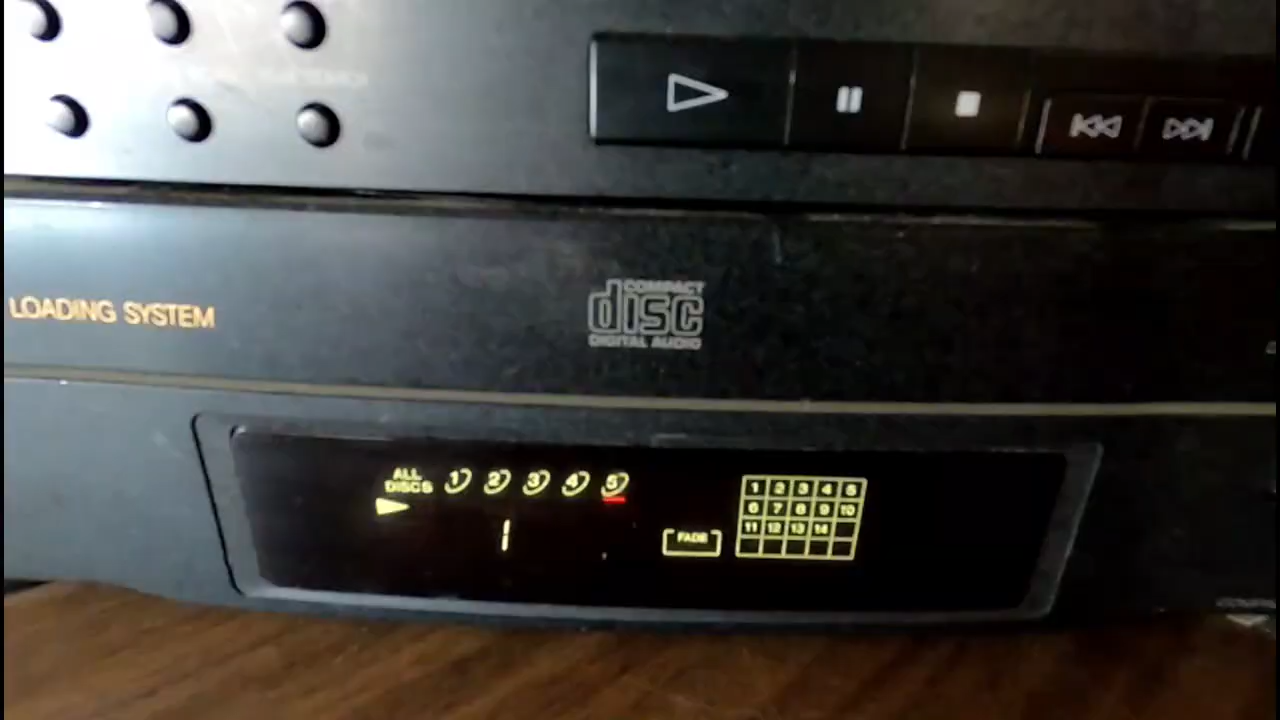 LOADING SYSTEM
COMPACT
disc
DIGITAL AUDIO
ALL DISCS 1 2 3 4 5
1
FADE
1 2 3 4 5
6 7 8 9 10
11 12 13 14